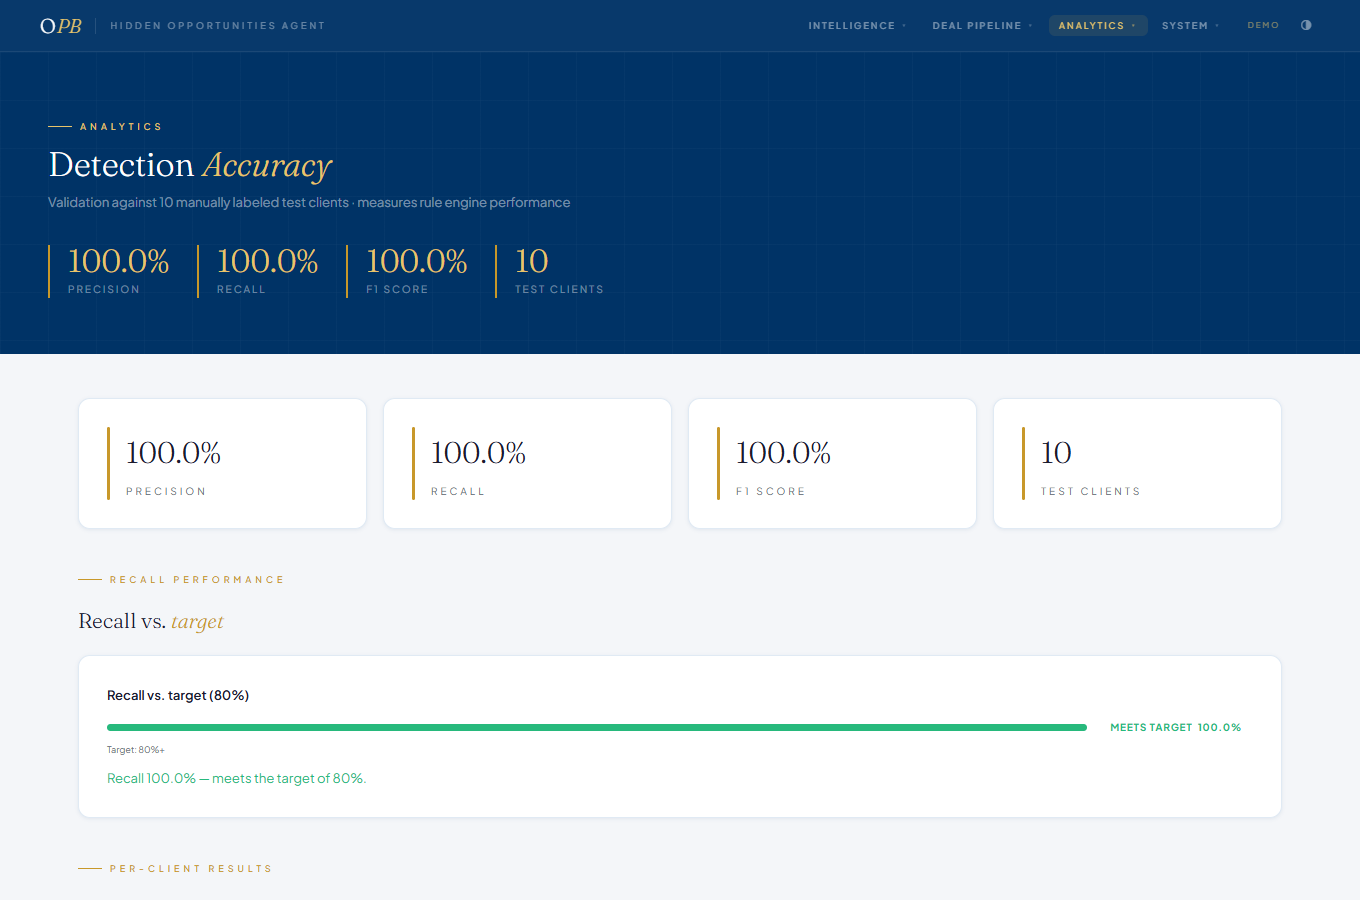 OPB HIDDEN OPPORTUNITIES AGENT INTELLIGENCE DEAL PIPELINE ANALYTICS SYSTEM DEMO
ANALYTICS
Detection Accuracy
Validation against 10 manually labeled test clients · measures rule engine performance
100.0% 100.0% 100.0% 10
PRECISION RECALL F1 SCORE TEST CLIENTS
100.0% 100.0% 100.0% 10
PRECISION RECALL F1 SCORE TEST CLIENTS
RECALL PERFORMANCE
Recall vs. target
Recall vs. target (80%)
MEETS TARGET 100.0%
Target: 80%+
Recall 100.0% — meets the target of 80%.
PER-CLIENT RESULTS